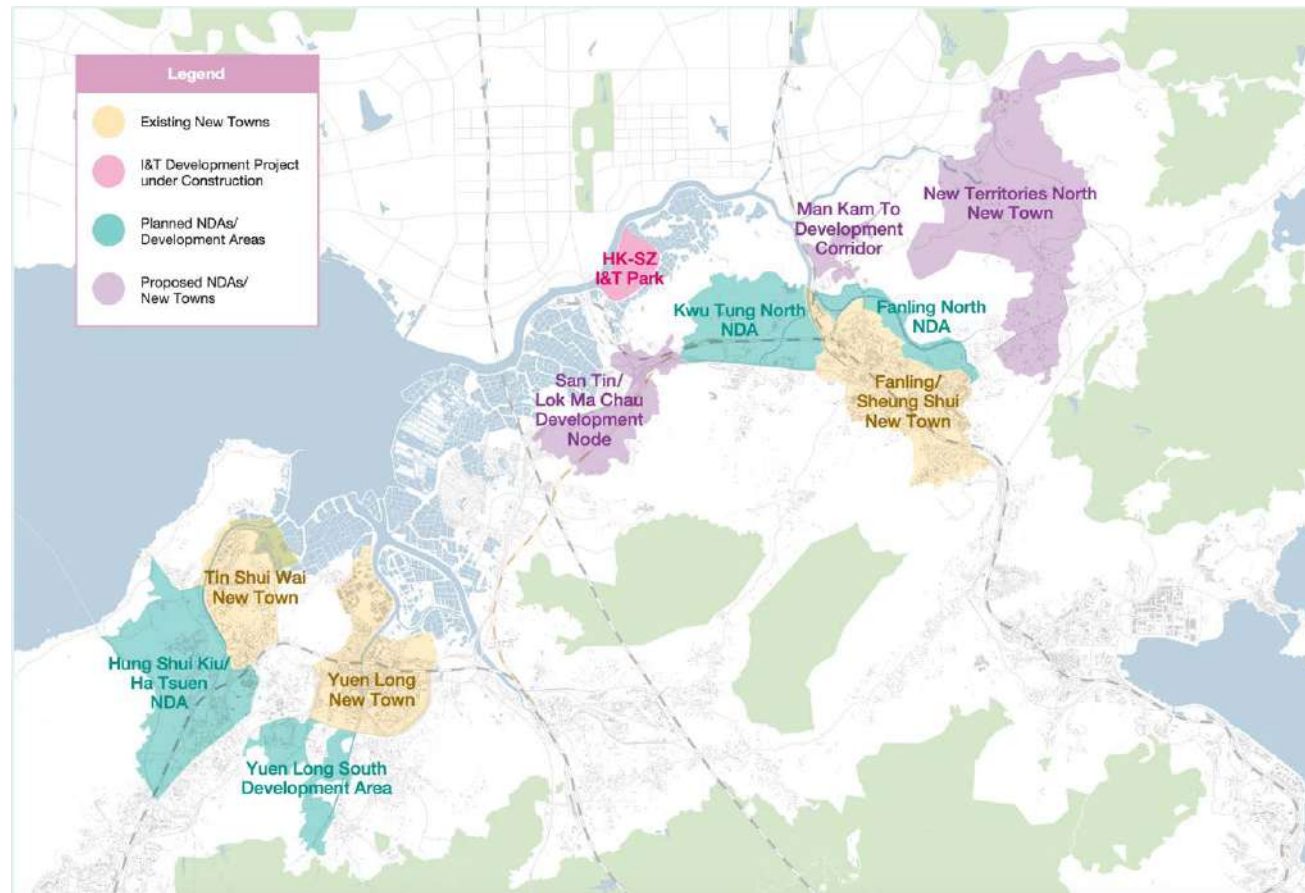 Legend
Existing New Towns
I&T Development Project
under Construction
Planned NDAs/
Development Areas
Proposed NDAs/
New Towns
New Territories North
New Town
Man Kam To
Development
Corridor
HK-SZ
I&T Park
Kwu Tung North
NDA
Fanling North
NDA
San Tin/
Lok Ma Chau
Development
Node
Fanling/
Sheung Shui
New Town
Tin Shui Wai
New Town
Hung Shui Kiu/
Ha Tsuen
NDA
Yuen Long
New Town
Yuen Long South
Development Area